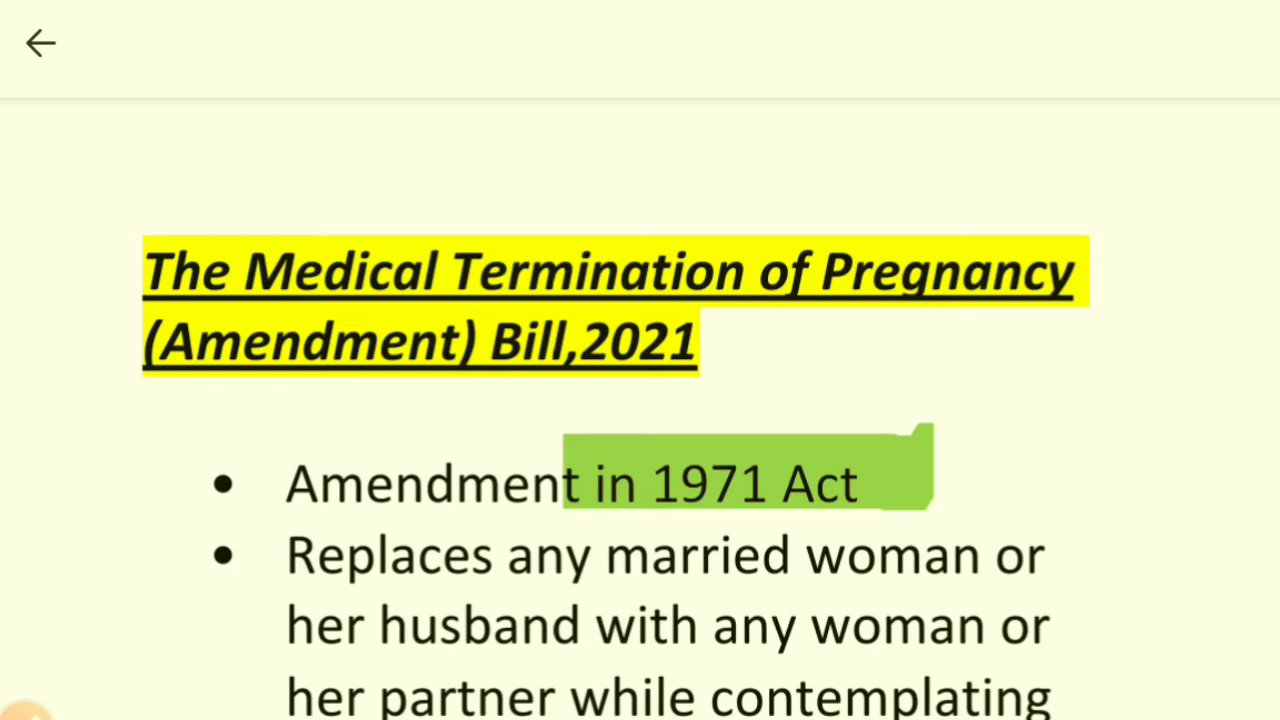 The Medical Termination of Pregnancy
(Amendment) Bill,2021
• Amendment in 1971 Act
• Replaces any married woman or
her husband with any woman or
her partner while contemplating